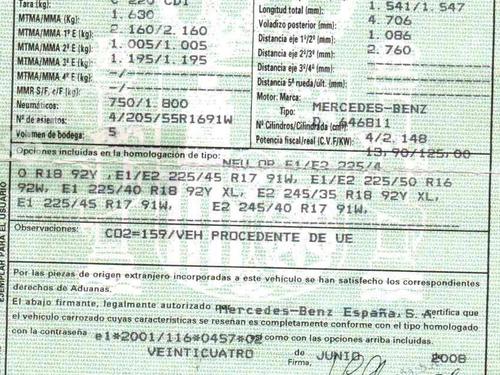 C 220 CDI
Tara (kg): 1.630
MTMA/MMA (Kg): 2.160/2.160
MTMA/MMA 1º E (kg): 1.005/1.005
MTMA/MMA 2º E (kg): 1.195/1.195
MTMA/MMA 3º E (kg): -/-
MTMA/MMA 4º E (kg): -/-
MMR S/F. c/F (kg): 750/1.800
Neumáticos: 4/205/55R1691W
Nº de asientos: 5
Volumen de bodega:
1.541/1.547
Longitud total (mm): 4.706
Voladizo posterior (mm): 1.086
Distancia eje 1º/2º (mm): 2.760
Distancia eje 2º/3º (mm):
Distancia eje 3º/4º (mm): -
Distancia 5ª rueda/últ. (mm): -
Motor: Marca: MERCEDES-BENZ
Tipo: D 646811
Nº Cilindros/Cilindrada (cm³): 4/2.148
Potencia fiscal/real (C.V.F/KW): 13,90/125,00
Opciones incluidas en la homologación de tipo: NEU OP E1/E2 225/4
0 R18 92Y ,E1/E2 225/45 R17 91W, E1/E2 225/50 R16
92W, E1 225/40 R18 92Y XL, E2 245/35 R18 92Y XL,
E1 225/45 R17 91W, E2 245/40 R17 91W,
Observaciones: CO2=159/VEH PROCEDENTE DE UE
Por las piezas de origen extranjero incorporadas a este vehículo se han satisfecho los correspondientes
derechos de Aduanas.
El abajo firmante, legalmente autorizado por Mercedes-Benz España, S.A. certifica que
el vehículo carrozado cuyas características se reseñan es completamente conforme con el tipo homologado
con la contraseña e1*2001/116*0457*02 como con las opciones arriba incluidas.
VEINTICUATRO de JUNIO 2008
Firma,
EJEMPLAR PARA EL USUARIO